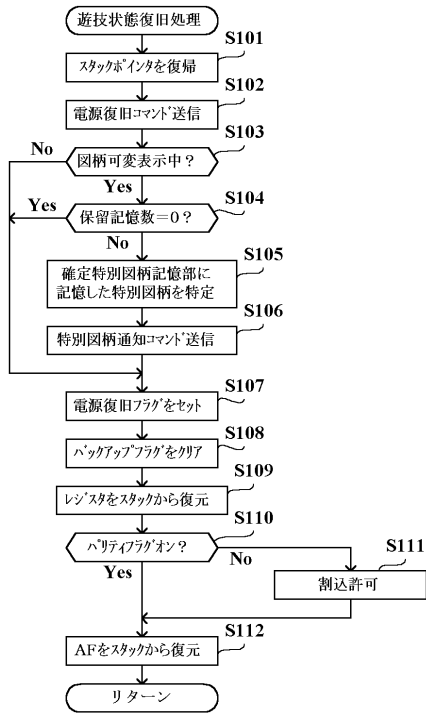 遊技状態復旧処理
S101
スタックポインタを復帰
S102
電源復旧コマンド送信
S103
図柄可変表示中？
No
Yes
S104
保留記憶数＝0？
Yes
No
S105
確定特別図柄記憶部に
記憶した特別図柄を特定
S106
特別図柄通知コマンド送信
S107
電源復旧フラグをセット
S108
バックアップフラグをクリア
S109
レジスタをスタックから復元
S110
パリティフラグオン？
No
Yes
S111
割込許可
S112
AFをスタックから復元
リターン